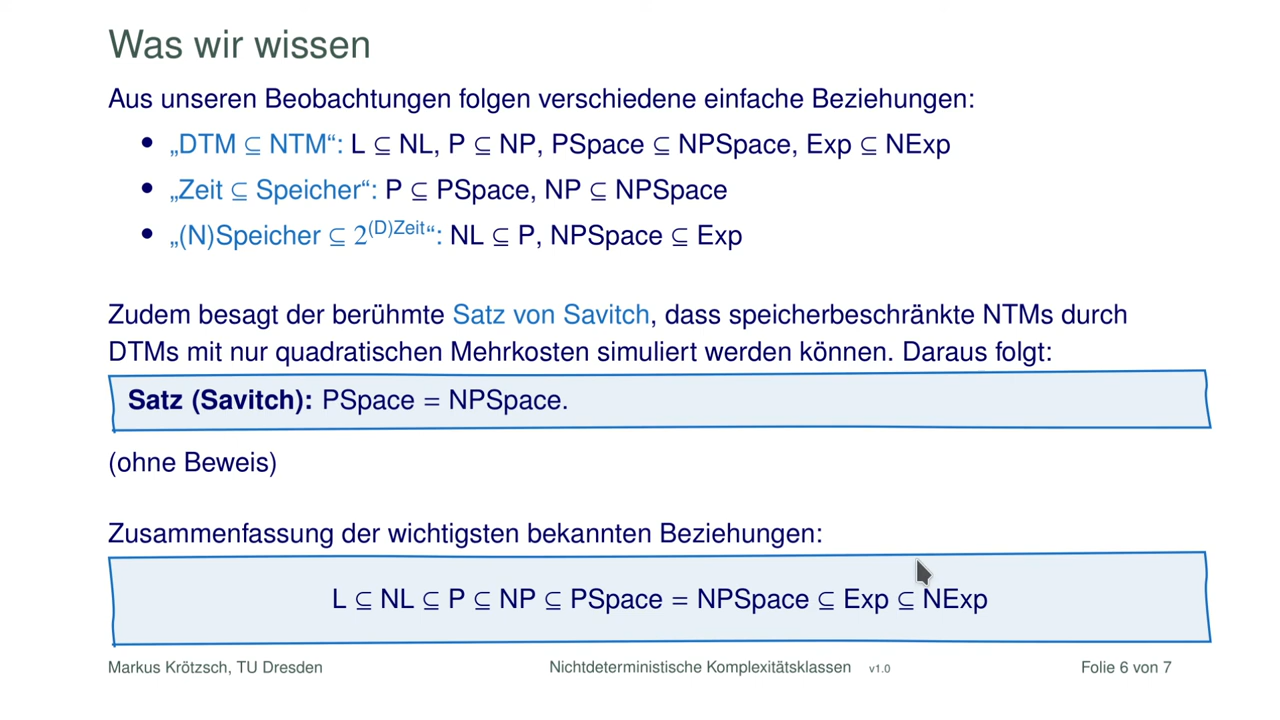 Was wir wissen
Aus unseren Beobachtungen folgen verschiedene einfache Beziehungen:
• „DTM ⊆ NTM“: L ⊆ NL, P ⊆ NP, PSpace ⊆ NPSpace, Exp ⊆ NExp
• „Zeit ⊆ Speicher“: P ⊆ PSpace, NP ⊆ NPSpace
• „(N)Speicher ⊆ 2^(D)Zeit“: NL ⊆ P, NPSpace ⊆ Exp
Zudem besagt der berühmte Satz von Savitch, dass speicherbeschränkte NTMs durch
DTMs mit nur quadratischen Mehrkosten simuliert werden können. Daraus folgt:
Satz (Savitch): PSpace = NPSpace.
(ohne Beweis)
Zusammenfassung der wichtigsten bekannten Beziehungen:
L ⊆ NL ⊆ P ⊆ NP ⊆ PSpace = NPSpace ⊆ Exp ⊆ NExp
Markus Krötzsch, TU Dresden Nichtdeterministische Komplexitätsklassen v1.0 Folie 6 von 7